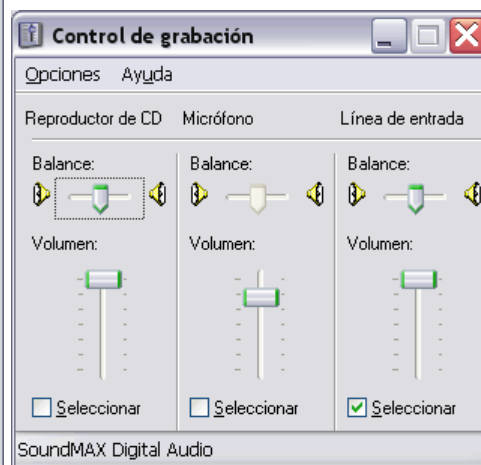 Control de grabación
Opciones Ayuda
Reproductor de CD Micrófono Línea de entrada
Balance: Balance: Balance:
Volumen: Volumen: Volumen:
Seleccionar Seleccionar Seleccionar
SoundMAX Digital Audio